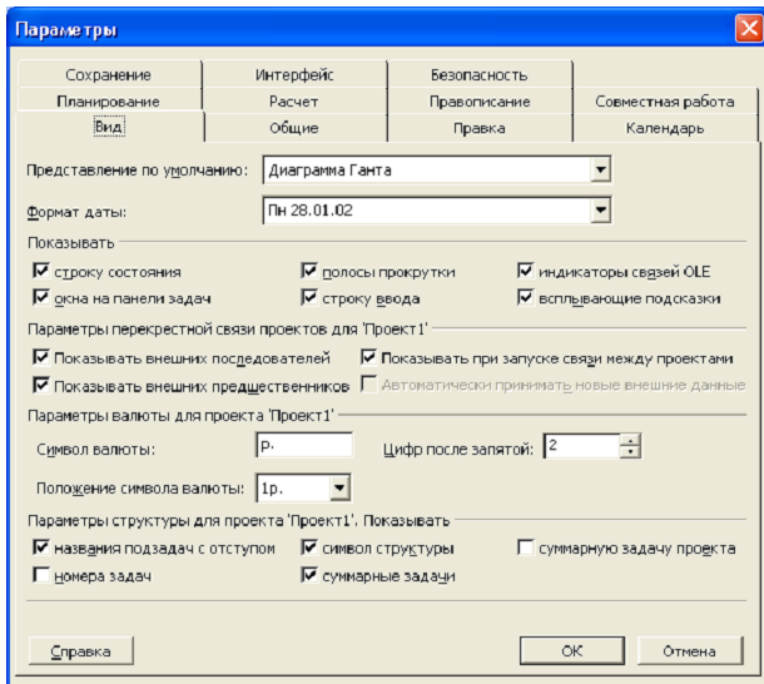 Параметры
Сохранение Интерфейс Безопасность
Планирование Расчет Правописание Совместная работа
Вид Общие Правка Календарь
Представление по умолчанию: Диаграмма Ганта
Формат даты: Пн 28.01.02
Показывать
строку состояния полосы прокрутки индикаторы связей OLE
окна на панели задач строку ввода всплывающие подсказки
Параметры перекрестной связи проектов для 'Проект1'
Показывать внешних последователей Показывать при запуске связи между проектами
Показывать внешних предшественников Автоматически принимать новые внешние данные
Параметры валюты для проекта 'Проект1'
Символ валюты: р. Цифр после запятой: 2
Положение символа валюты: 1р.
Параметры структуры для проекта 'Проект1'. Показывать
названия подзадач с отступом символ структуры суммарную задачу проекта
номера задач суммарные задачи
Справка ОК Отмена